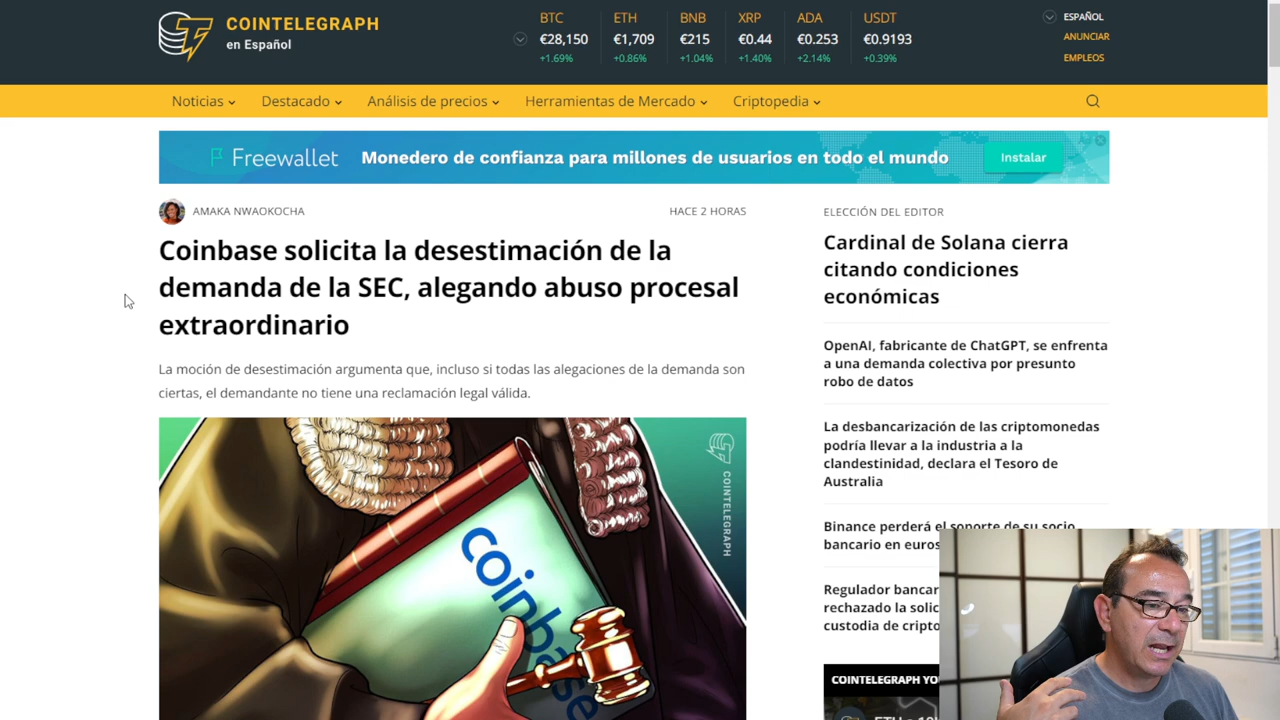 COINTELEGRAPH
en Español
BTC ETH BNB XRP ADA USDT
€28,150 €1,709 €215 €0.44 €0.253 €0.9193
+1.69% +0.86% +1.04% +1.40% +2.14% +0.39%
ESPAÑOL
ANUNCIAR
EMPLEOS
Noticias Destacado Análisis de precios Herramientas de Mercado Criptopedia
Freewallet Monedero de confianza para millones de usuarios en todo el mundo Instalar
AMAKA NWAOKOCHA HACE 2 HORAS
Coinbase solicita la desestimación de la
demanda de la SEC, alegando abuso procesal
extraordinario
La moción de desestimación argumenta que, incluso si todas las alegaciones de la demanda son
ciertas, el demandante no tiene una reclamación legal válida.
COINTELEGRAPH
coinbase
ELECCIÓN DEL EDITOR
Cardinal de Solana cierra
citando condiciones
económicas
OpenAI, fabricante de ChatGPT, se enfrenta
a una demanda colectiva por presunto
robo de datos
La desbancarización de las criptomonedas
podría llevar a la industria a la
clandestinidad, declara el Tesoro de
Australia
Binance perderá el soporte de su socio
bancario en euros
Regulador bancar
rechazado la solic
custodia de cripto
COINTELEGRAPH YO